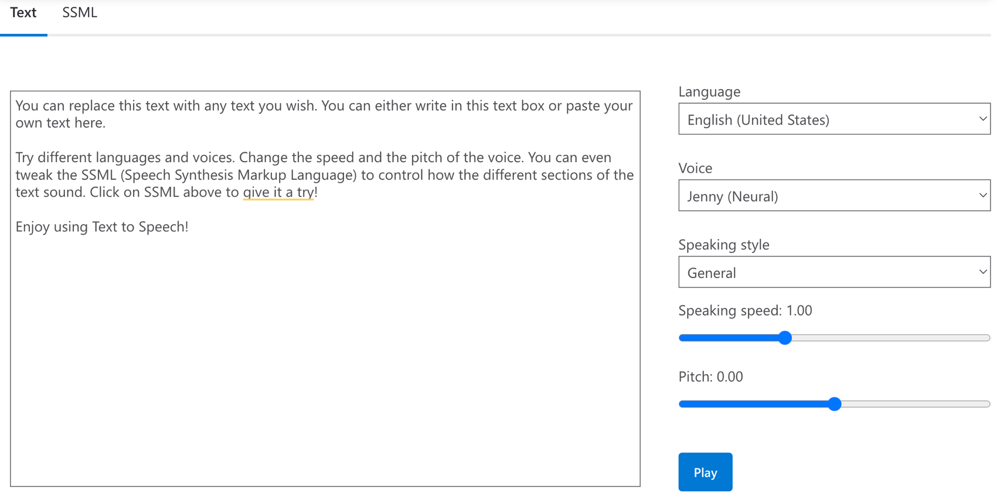 Text
SSML
You can replace this text with any text you wish. You can either write in this text box or paste your
own text here.
Try different languages and voices. Change the speed and the pitch of the voice. You can even
tweak the SSML (Speech Synthesis Markup Language) to control how the different sections of the
text sound. Click on SSML above to give it a try!
Enjoy using Text to Speech!
Language
English (United States)
Voice
Jenny (Neural)
Speaking style
General
Speaking speed: 1.00
Pitch: 0.00
Play